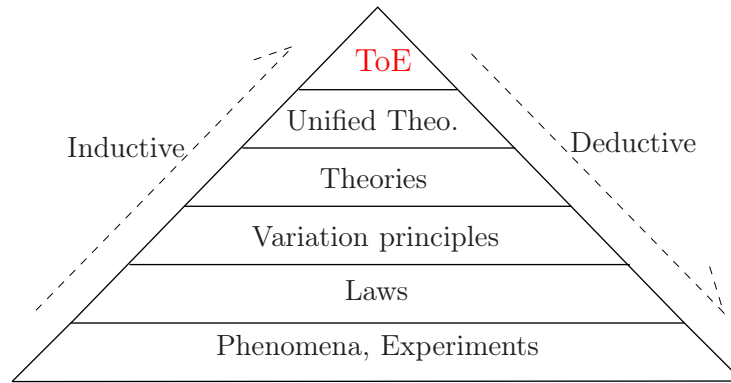 ToE
Unified Theo.
Inductive
Deductive
Theories
Variation principles
Laws
Phenomena, Experiments